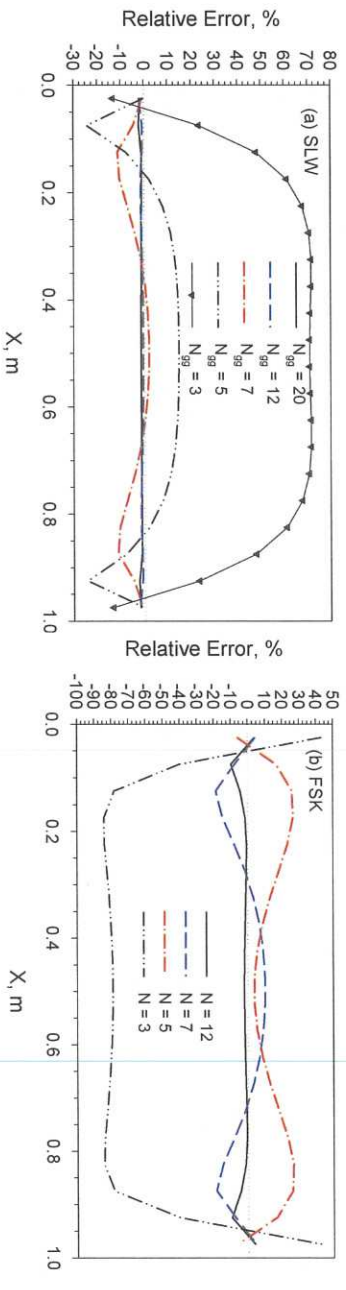 (a) SLW
Relative Error, %
80
70
60
50
40
30
20
10
0
-10
-20
-30
N_gg = 20
N_gg = 12
N_gg = 7
N_gg = 5
N_gg = 3
0.0 0.2 0.4 0.6 0.8 1.0
X, m
(b) FSK
Relative Error, %
50
40
30
20
10
0
-10
-20
-30
-40
-50
-60
-70
-80
-90
-100
N = 12
N = 7
N = 5
N = 3
0.0 0.2 0.4 0.6 0.8 1.0
X, m